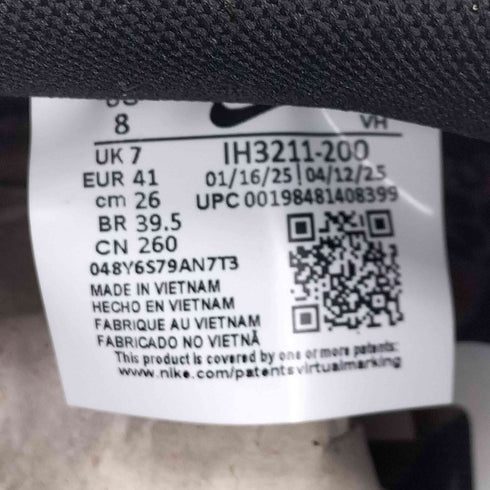 US
8
VH
UK 7
IH3211-200
EUR 41
01/16/25 | 04/12/25
cm 26
UPC 00198481408399
BR 39.5
CN 260
048Y6S79AN7T3
MADE IN VIETNAM
HECHO EN VIETNAM
FABRIQUE AU VIETNAM
FABRICADO NO VIETNÃ
This product is covered by one or more patents:
www.nike.com/patentsvirtualmarking